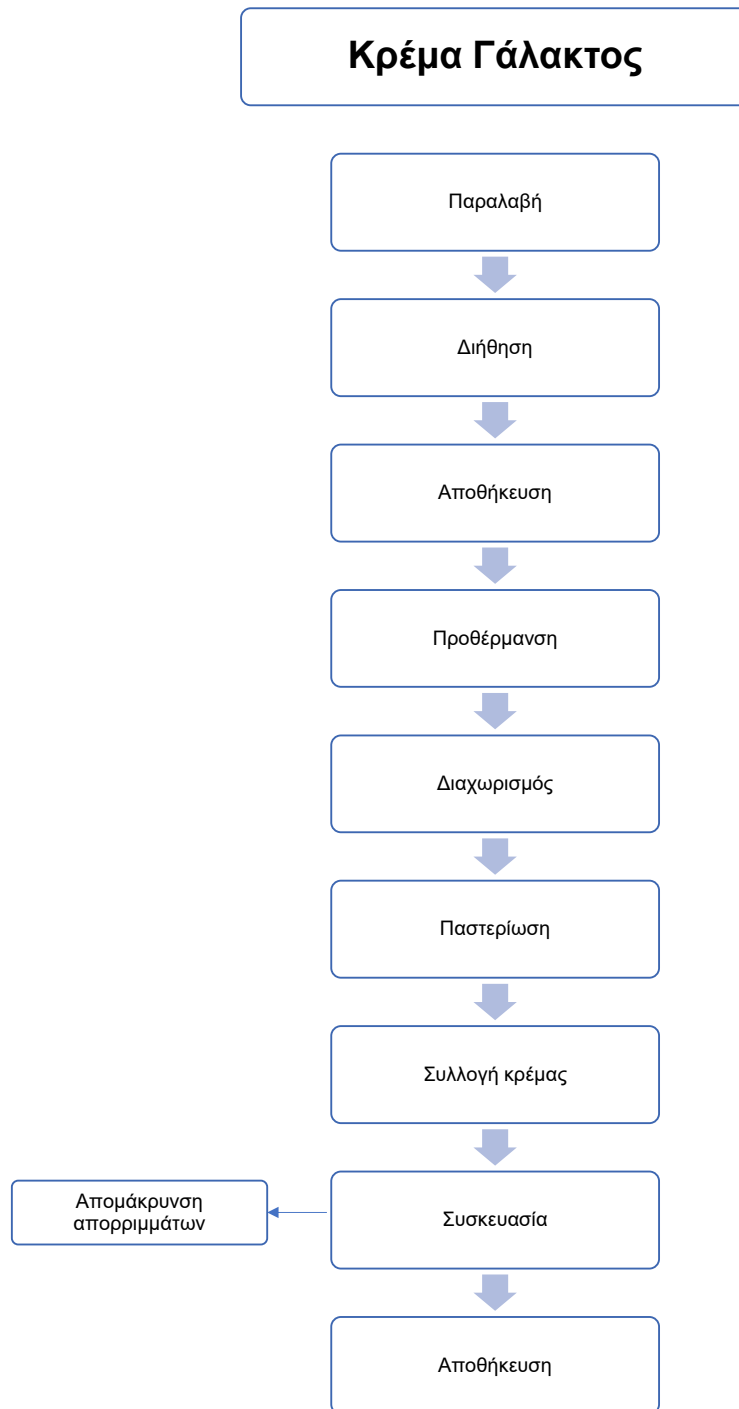 Κρέμα Γάλακτος
Παραλαβή
Διήθηση
Αποθήκευση
Προθέρμανση
Διαχωρισμός
Παστερίωση
Συλλογή κρέμας
Απομάκρυνση
απορριμμάτων
Συσκευασία
Αποθήκευση